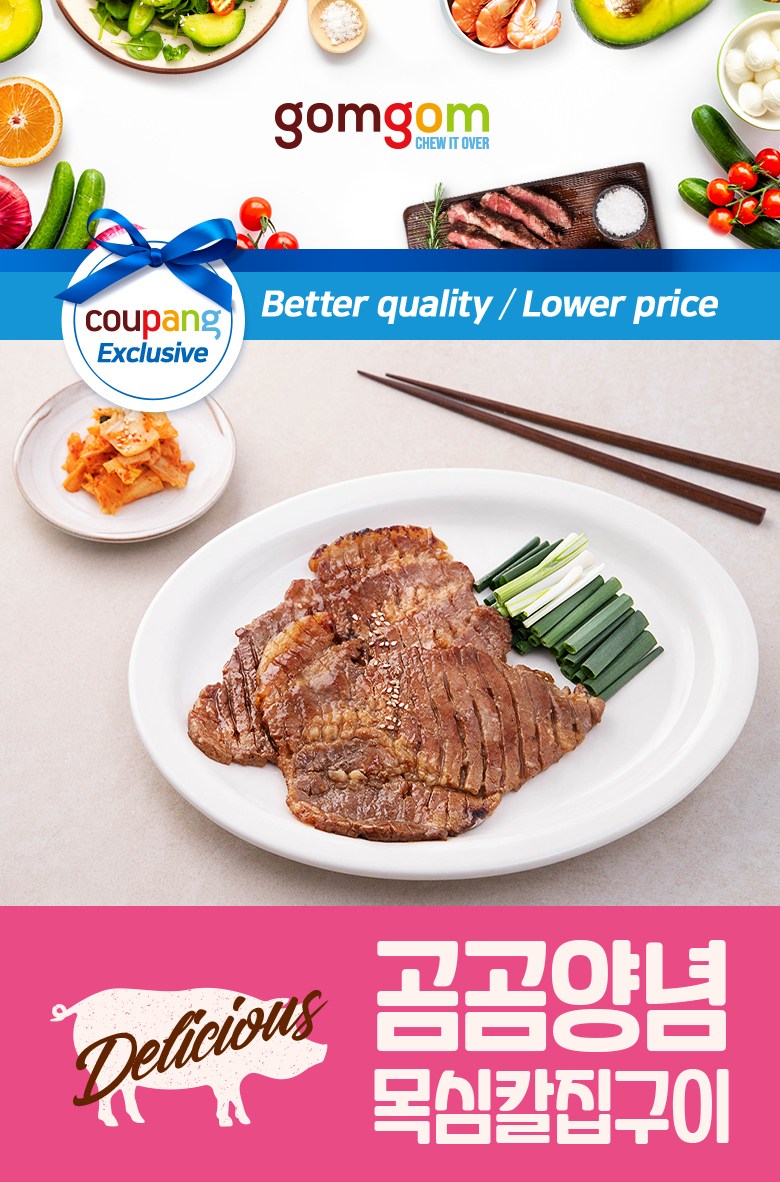 gomgom
CHEW IT OVER
coupang
Exclusive
Better quality / Lower price
Delicious
곰곰양념
목심칼집구이